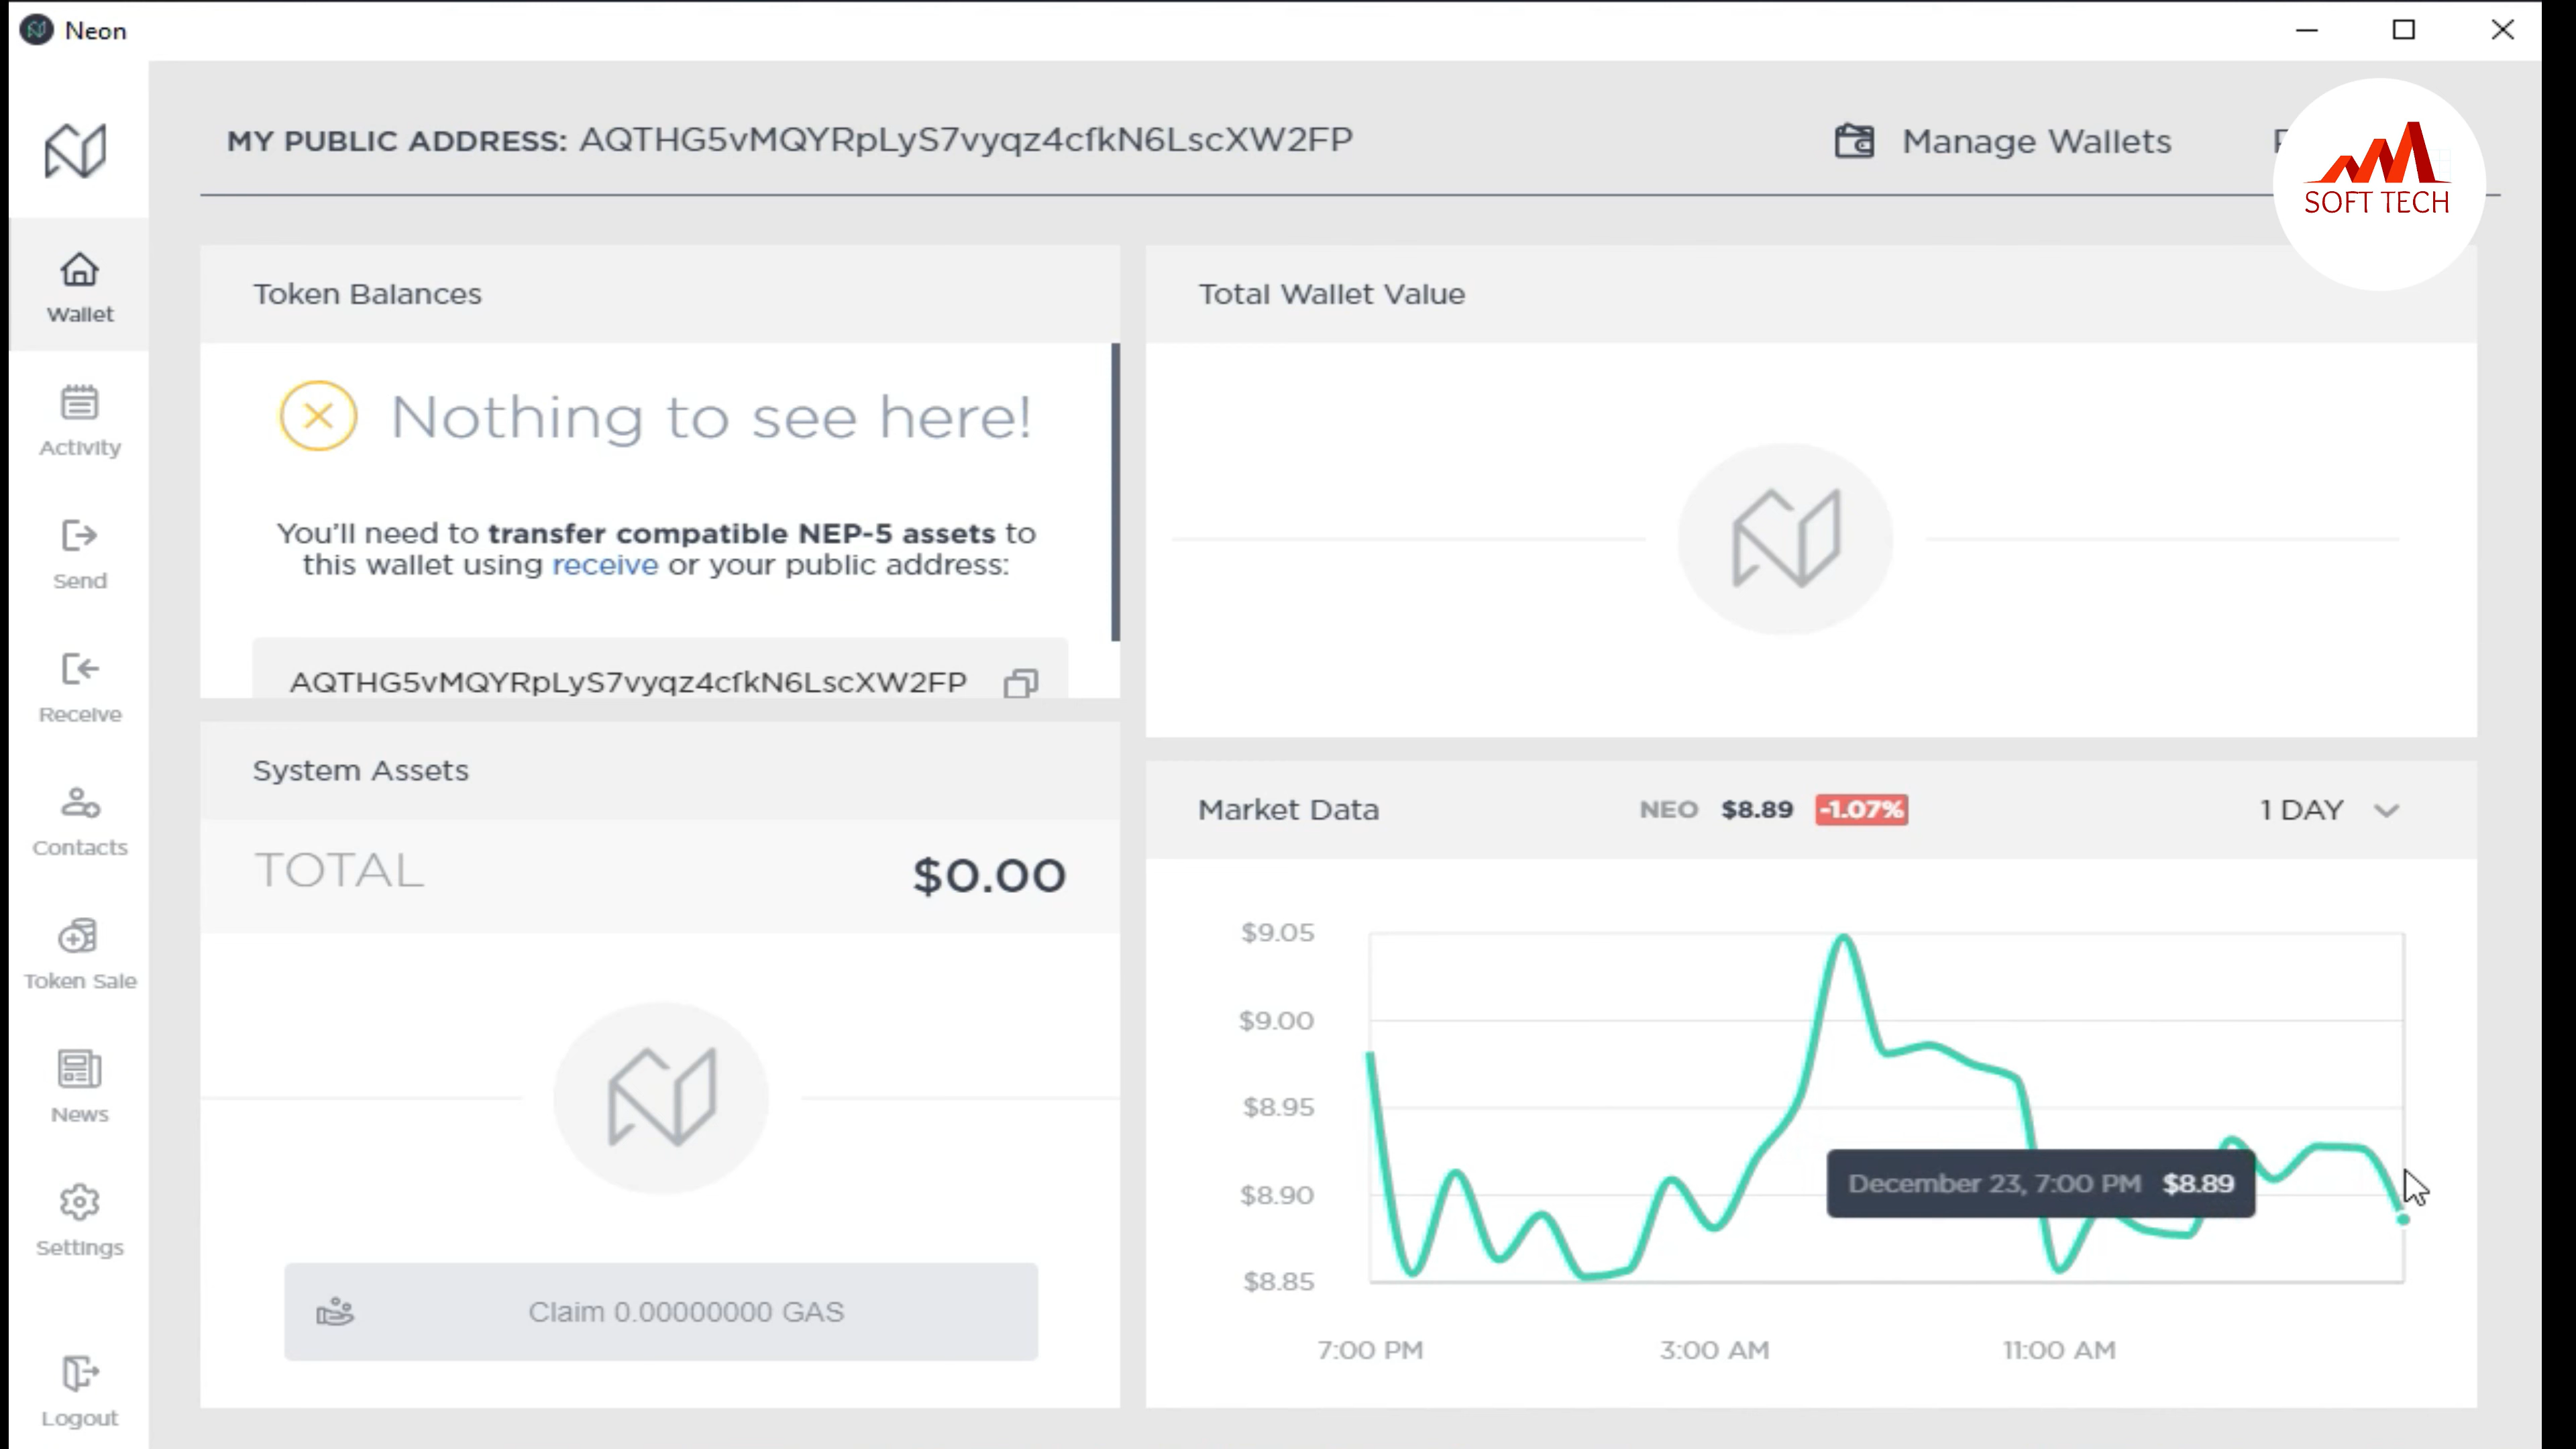 Neon
MY PUBLIC ADDRESS: AQTHG5vMQYRpLyS7vyqz4cfkN6LscXW2FP
Manage Wallets
SOFT TECH
Wallet
Activity
Send
Receive
Contacts
Token Sale
News
Settings
Logout
Token Balances
Nothing to see here!
You'll need to transfer compatible NEP-5 assets to
this wallet using receive or your public address:
AQTHG5vMQYRpLyS7vyqz4cfkN6LscXW2FP
System Assets
TOTAL $0.00
Claim 0.00000000 GAS
Total Wallet Value
Market Data NEO $8.89 -1.07% 1 DAY
$9.05
$9.00
$8.95
$8.90
$8.85
December 23, 7:00 PM $8.89
7:00 PM 3:00 AM 11:00 AM